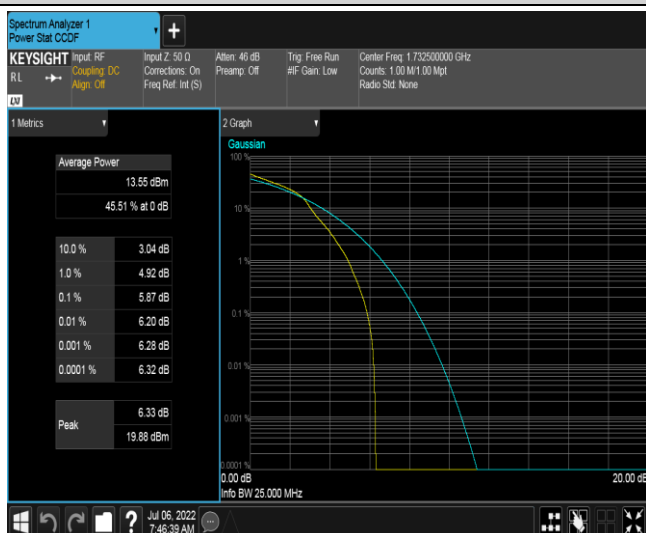 Spectrum Analyzer 1
Power Stat CCDF
+
KEYSIGHT
RL
LXI
Input: RF
Coupling: DC
Align: Off
Input Z: 50 Ω
Corrections: On
Freq Ref: Int (S)
Atten: 46 dB
Preamp: Off
Trig: Free Run
#IF Gain: Low
Center Freq: 1.732500000 GHz
Counts: 1.00 M/1.00 Mpt
Radio Std: None
1 Metrics
Average Power
13.55 dBm
45.51 % at 0 dB
10.0 % 3.04 dB
1.0 % 4.92 dB
0.1 % 5.87 dB
0.01 % 6.20 dB
0.001 % 6.28 dB
0.0001 % 6.32 dB
Peak 6.33 dB
19.88 dBm
2 Graph
Gaussian
100 %
10 %
1 %
0.1 %
0.01 %
0.001 %
0.0001 %
0.00 dB 20.00 dB
Info BW 25.000 MHz
?
Jul 06, 2022
7:46:39 AM